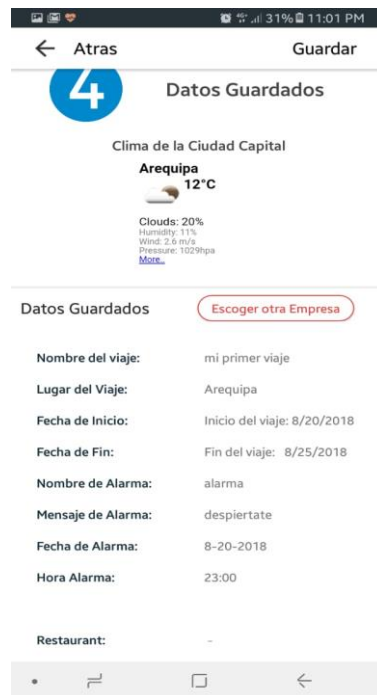 31% 11:01 PM
Atras Guardar
4 Datos Guardados
Clima de la Ciudad Capital
Arequipa
12°C
Clouds: 20%
Humidity: 11%
Wind: 2.6 m/s
Pressure: 1029hpa
More..
Datos Guardados Escoger otra Empresa
Nombre del viaje: mi primer viaje
Lugar del Viaje: Arequipa
Fecha de Inicio: Inicio del viaje: 8/20/2018
Fecha de Fin: Fin del viaje: 8/25/2018
Nombre de Alarma: alarma
Mensaje de Alarma: despiertate
Fecha de Alarma: 8-20-2018
Hora Alarma: 23:00
Restaurant: -